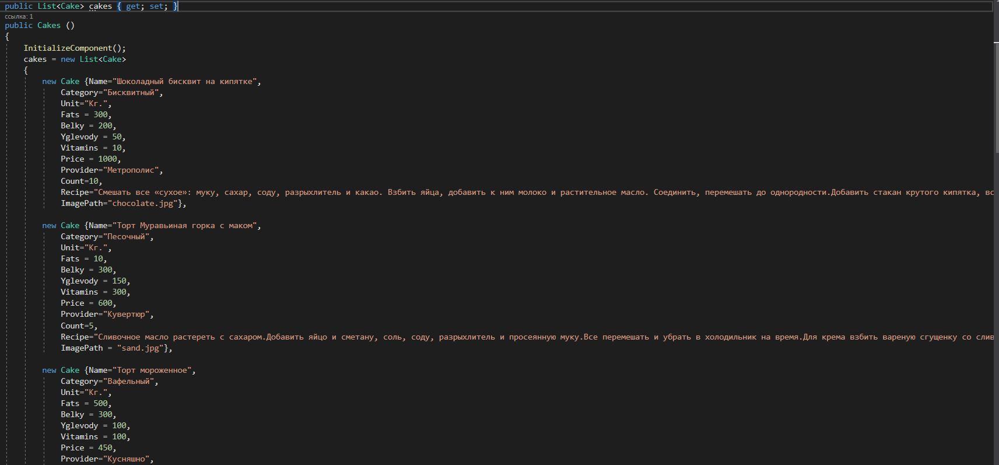 public List<Cake> cakes { get; set; }
ссылка: 1
public Cakes ()
{
InitializeComponent();
cakes = new List<Cake>
{
new Cake {Name="Шоколадный бисквит на кипятке",
Category="Бисквитный",
Unit="Кг.",
Fats = 300,
Belky = 200,
Yglevody = 50,
Vitamins = 10,
Price = 1000,
Provider="Метрополис",
Count=10,
Recipe="Смешать все «сухое»: муку, сахар, соду, разрыхлитель и какао. Взбить яйца, добавить к ним молоко и растительное масло. Соединить, перемешать до однородности.Добавить стакан крутого кипятка, вс
ImagePath="chocolate.jpg"},
new Cake {Name="Торт Муравьиная горка с маком",
Category="Песочный",
Unit="Кг.",
Fats = 10,
Belky = 300,
Yglevody = 150,
Vitamins = 300,
Price = 600,
Provider="Кувертюр",
Count=5,
Recipe="Сливочное масло растереть с сахаром.Добавить яйцо и сметану, соль, соду, разрыхлитель и просеянную муку.Все перемешать и убрать в холодильник на время.Для крема взбить вареную сгущенку со слив
ImagePath = "sand.jpg"},
new Cake {Name="Торт мороженное",
Category="Вафельный",
Unit="Кг.",
Fats = 500,
Belky = 300,
Yglevody = 100,
Vitamins = 100,
Price = 450,
Provider="Кусняшно",